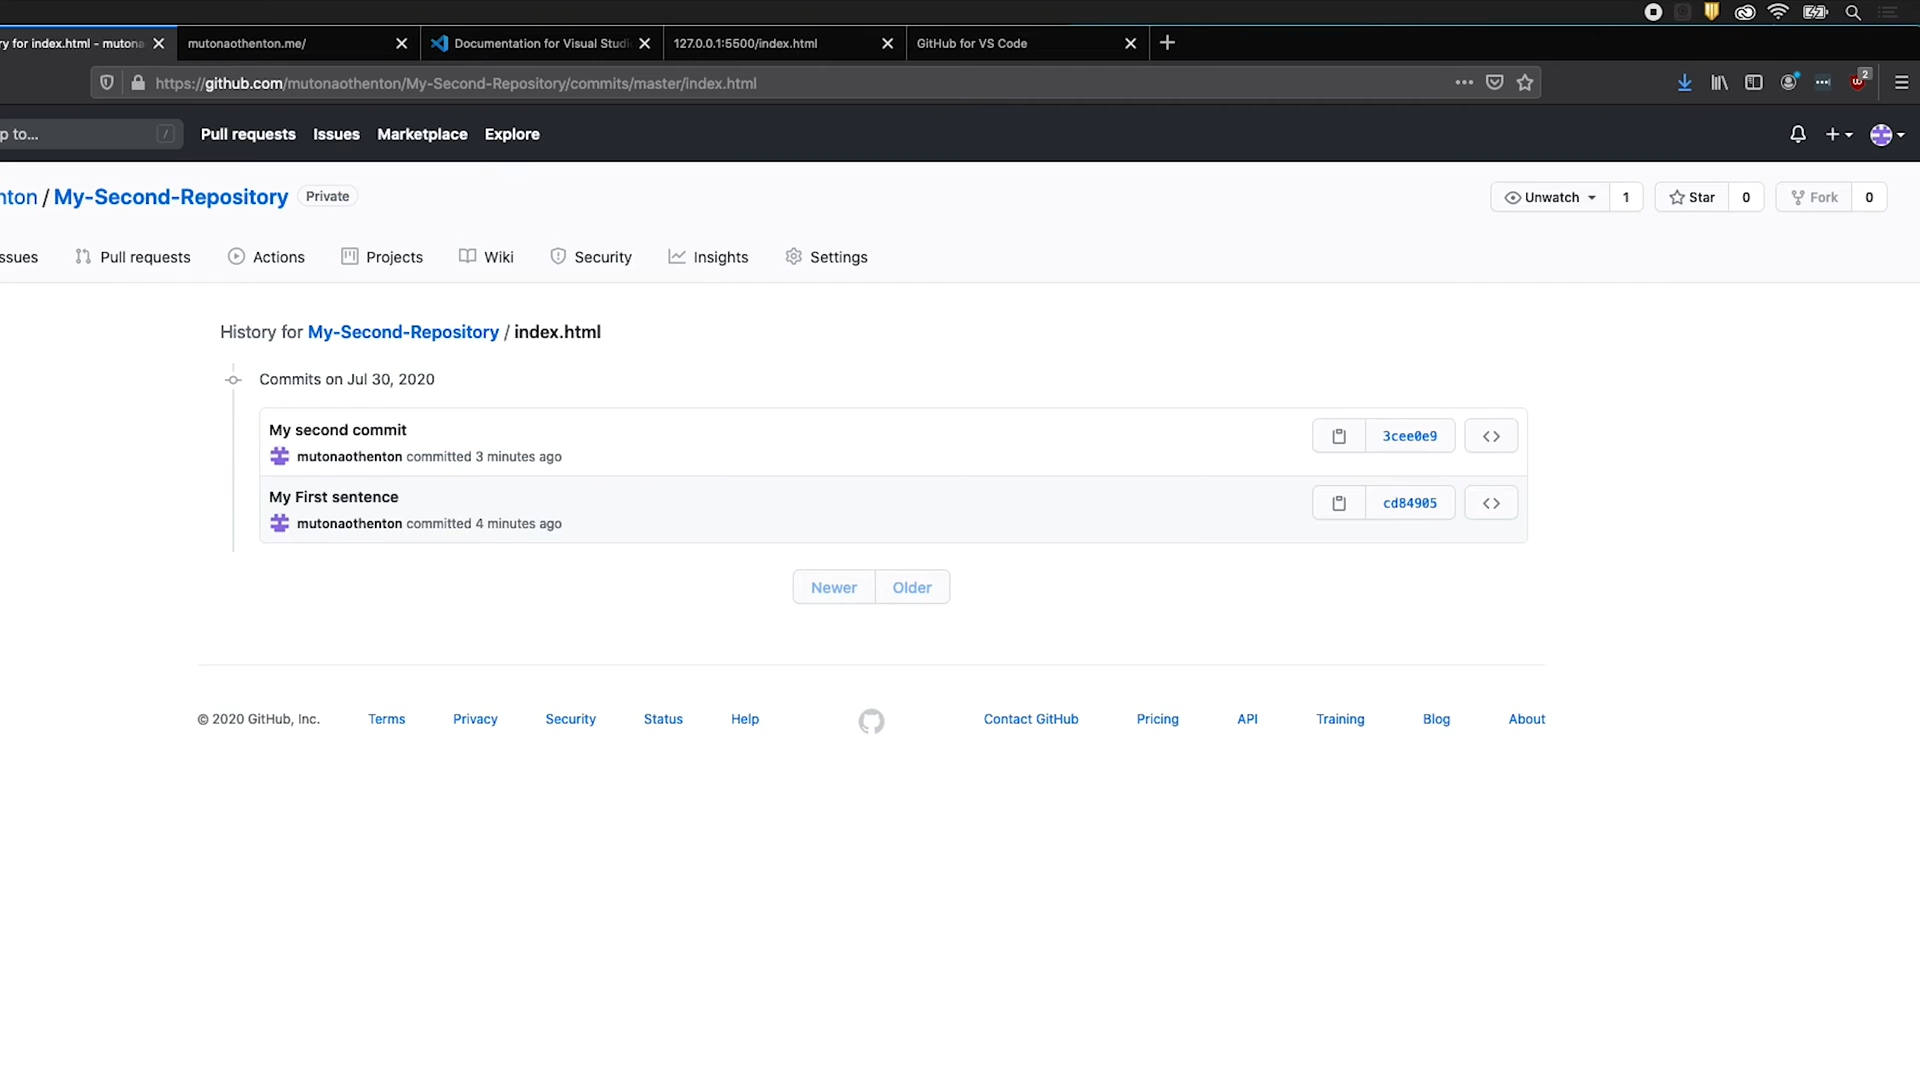 ry for index.html - mutona
mutonaothenton.me/
Documentation for Visual Studi
127.0.0.1:5500/index.html
GitHub for VS Code
https://github.com/mutonaothenton/My-Second-Repository/commits/master/index.html
2
p to...
/
Pull requests
Issues
Marketplace
Explore
nton / My-Second-Repository
Private
Unwatch
1
Star
0
Fork
0
ssues
Pull requests
Actions
Projects
Wiki
Security
Insights
Settings
History for My-Second-Repository / index.html
Commits on Jul 30, 2020
My second commit
3cee0e9
mutonaothenton committed 3 minutes ago
My First sentence
cd84905
mutonaothenton committed 4 minutes ago
Newer
Older
© 2020 GitHub, Inc.
Terms
Privacy
Security
Status
Help
Contact GitHub
Pricing
API
Training
Blog
About